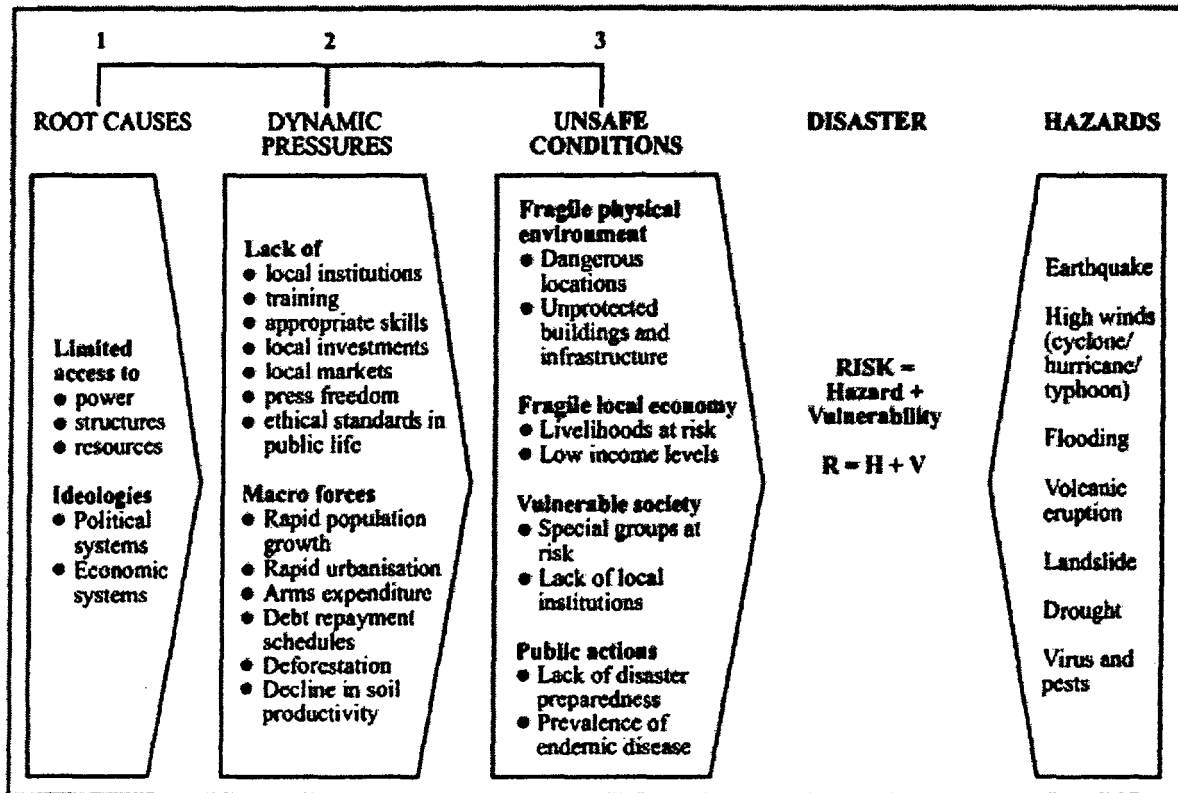 1
2
3
ROOT CAUSES
DYNAMIC
PRESSURES
UNSAFE
CONDITIONS
DISASTER
HAZARDS
Limited
access to
● power
● structures
● resources
Ideologies
● Political
systems
● Economic
systems
Lack of
● local institutions
● training
● appropriate skills
● local investments
● local markets
● press freedom
● ethical standards in
public life
Macro forces
● Rapid population
growth
● Rapid urbanisation
● Arms expenditure
● Debt repayment
schedules
● Deforestation
● Decline in soil
productivity
Fragile physical
environment
● Dangerous
locations
● Unprotected
buildings and
infrastructure
Fragile local economy
● Livelihoods at risk
● Low income levels
Vulnerable society
● Special groups at
risk
● Lack of local
institutions
Public actions
● Lack of disaster
preparedness
● Prevalence of
endemic disease
RISK =
Hazard +
Vulnerability
R = H + V
Earthquake
High winds
(cyclone/
hurricane/
typhoon)
Flooding
Volcanic
eruption
Landslide
Drought
Virus and
pests